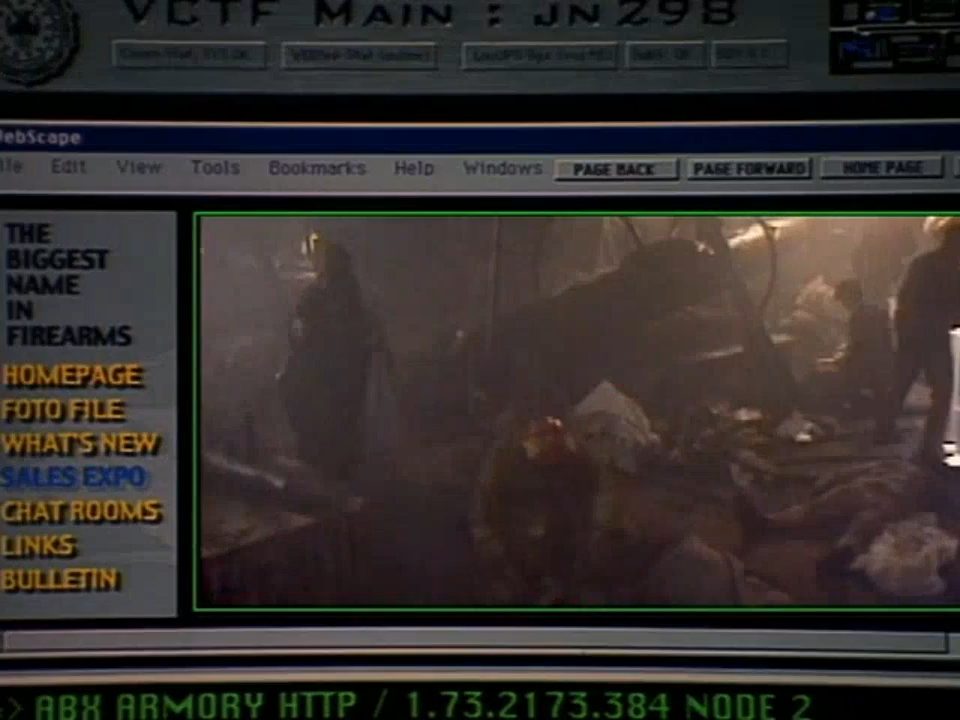 VCTF MAIN : JN298
WebScape
File Edit View Tools Bookmarks Help Windows PAGE BACK PAGE FORWARD HOME PAGE
THE
BIGGEST
NAME
IN
FIREARMS
HOMEPAGE
FOTO FILE
WHAT'S NEW
SALES EXPO
CHAT ROOMS
LINKS
BULLETIN
> ABX ARMORY HTTP / 1.73.2173.384 NODE 2